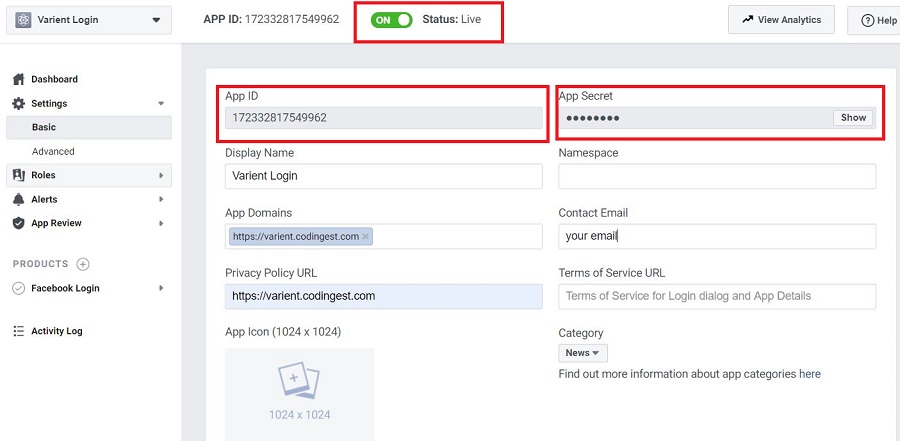 Varient Login
APP ID: 172332817549962
ON
Status: Live
View Analytics
Help
Dashboard
Settings
Basic
Advanced
Roles
Alerts
App Review
PRODUCTS
Facebook Login
Activity Log
App ID
172332817549962
App Secret
●●●●●●●●
Show
Display Name
Varient Login
Namespace
App Domains
https://varient.codingest.com ×
Contact Email
your email
Privacy Policy URL
https://varient.codingest.com
Terms of Service URL
Terms of Service for Login dialog and App Details
App Icon (1024 x 1024)
1024 x 1024
Category
News
Find out more information about app categories here